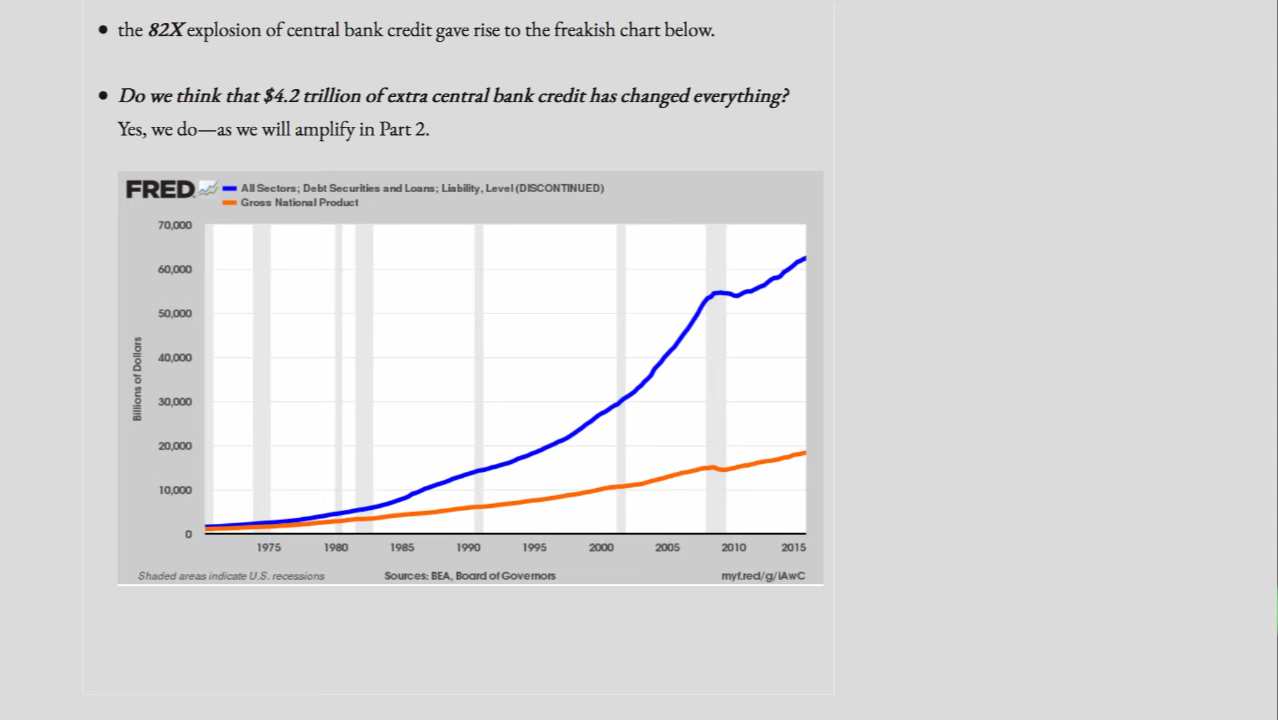 the 82X explosion of central bank credit gave rise to the freakish chart below.
Do we think that $4.2 trillion of extra central bank credit has changed everything?
Yes, we do—as we will amplify in Part 2.
FRED
All Sectors; Debt Securities and Loans; Liability, Level (DISCONTINUED)
Gross National Product
70,000
60,000
50,000
40,000
30,000
20,000
10,000
0
Billions of Dollars
1975 1980 1985 1990 1995 2000 2005 2010 2015
Shaded areas indicate U.S. recessions Sources: BEA, Board of Governors myf.red/g/iAwC